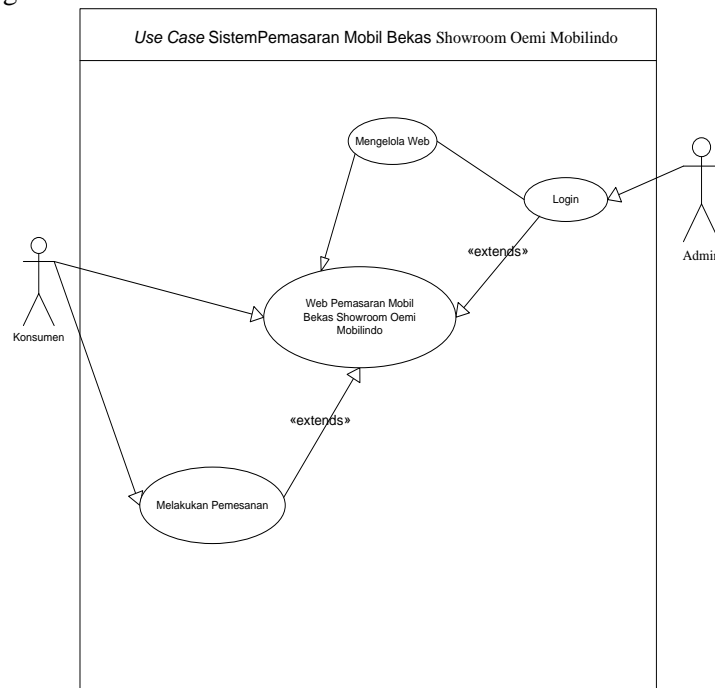 Use Case SistemPemasaran Mobil Bekas Showroom Oemi Mobilindo
Mengelola Web
Login
«extends»
Admin
Web Pemasaran Mobil
Bekas Showroom Oemi
Mobilindo
Konsumen
«extends»
Melakukan Pemesanan